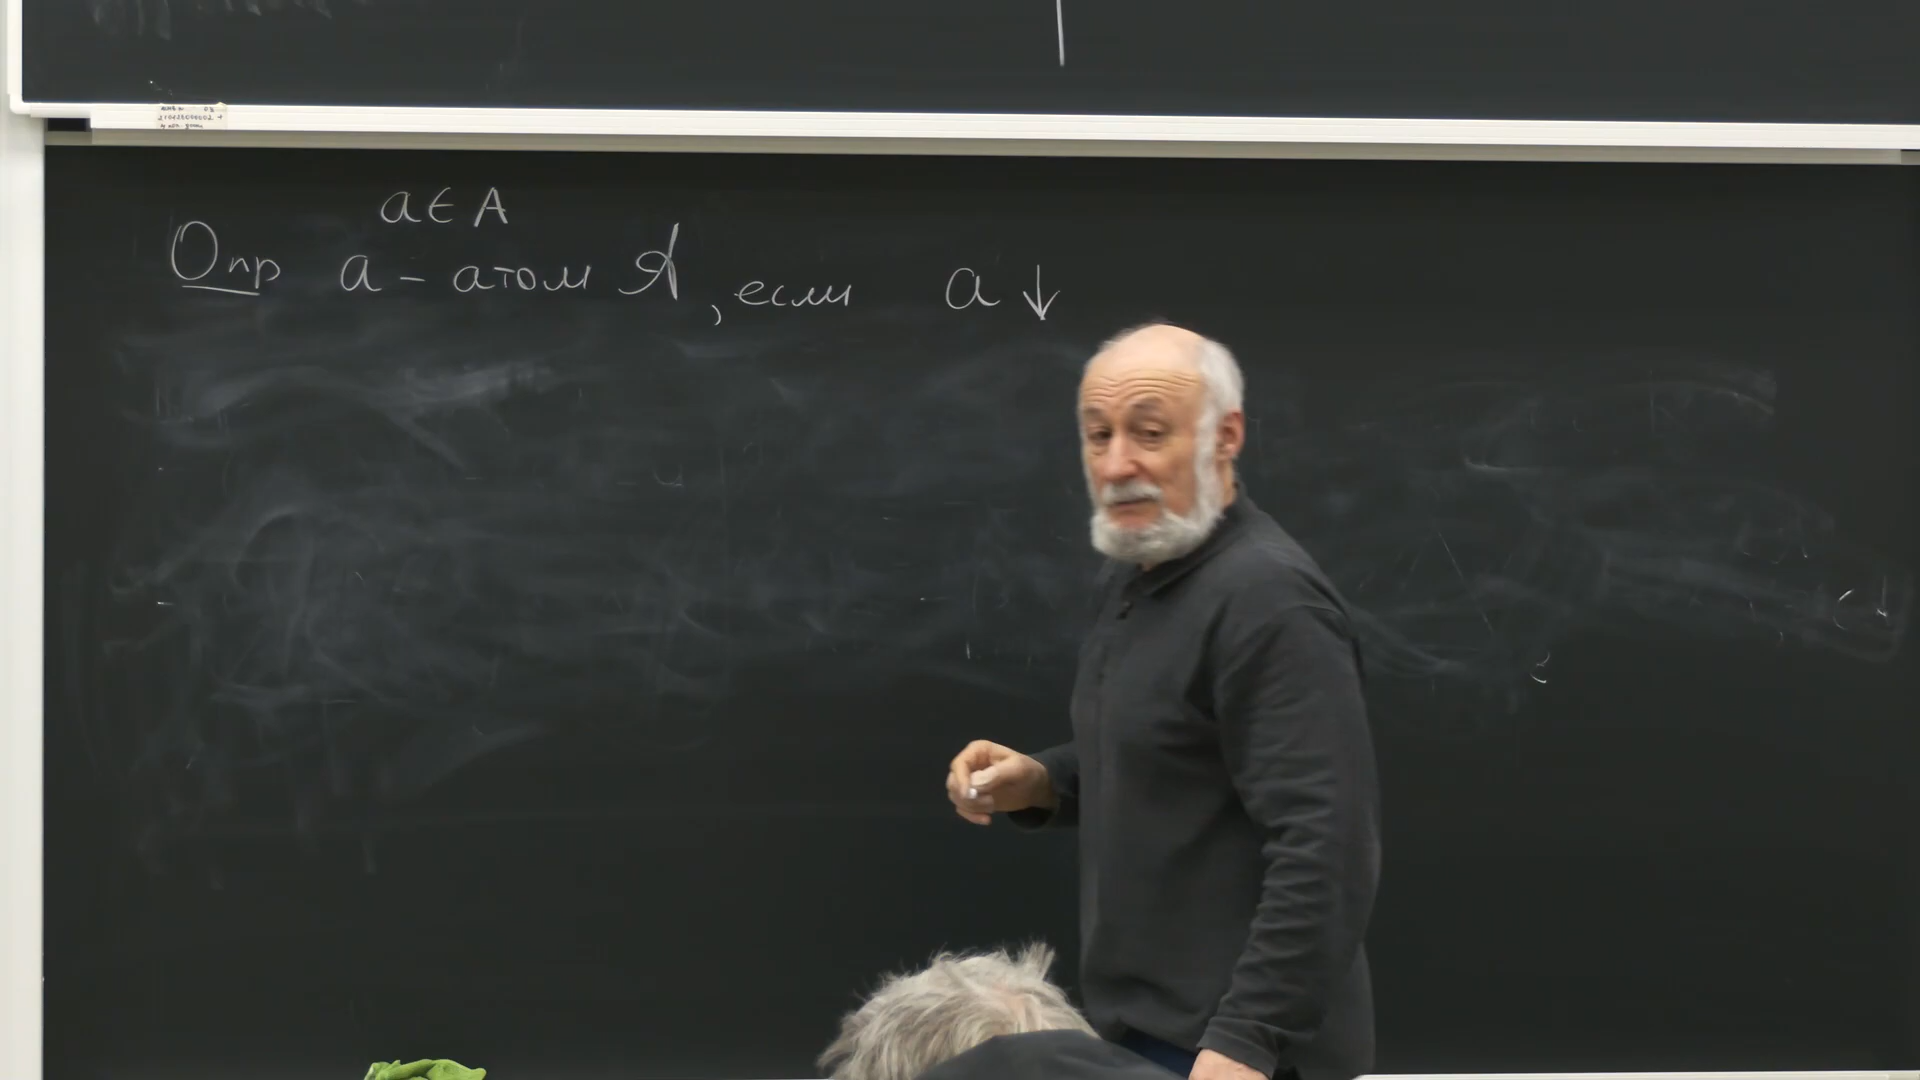 a ∈ A
Опр a – атом 𝒜, если a ↓